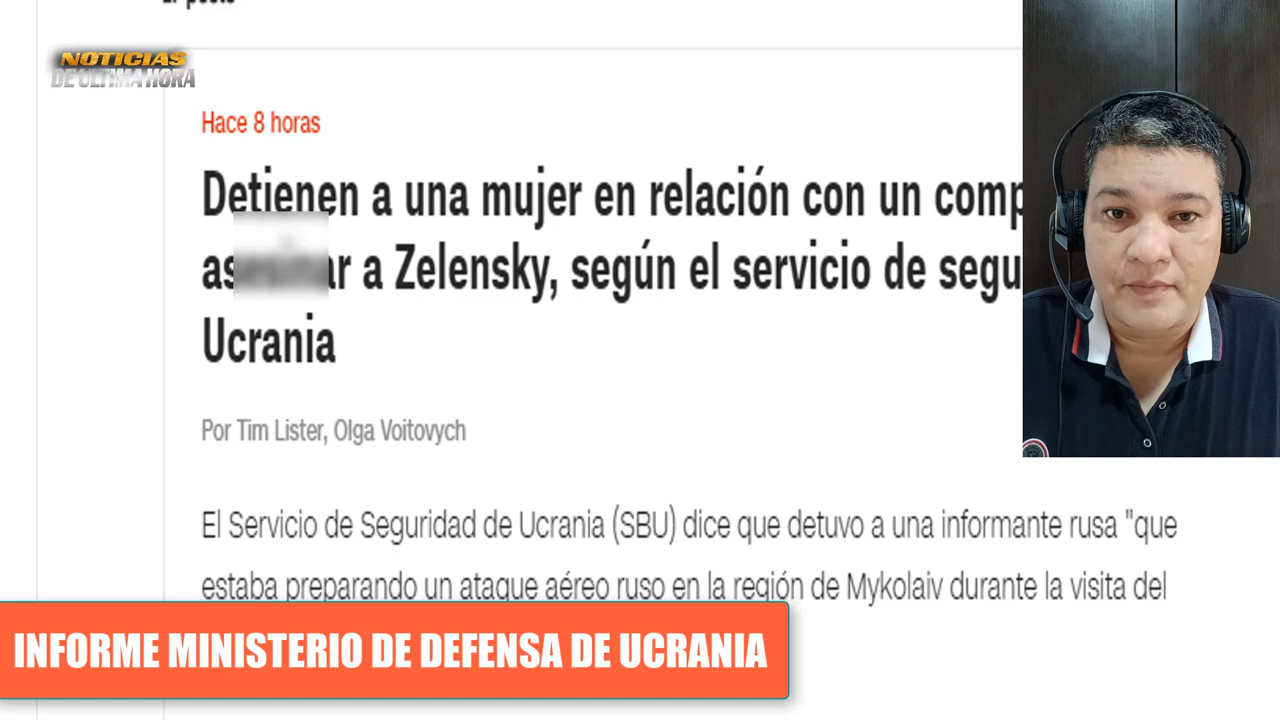 NOTICIAS
DE ULTIMA HORA
Hace 8 horas
Detienen a una mujer en relación con un
a Zelensky, según el servicio de
Ucrania
Por Tim Lister, Olga Voitovych
El Servicio de Seguridad de Ucrania (SBU) dice que detuvo a una informante rusa "que
estaba preparando un ataque aéreo ruso en la región de Mykolaiv durante la visita del
INFORME MINISTERIO DE DEFENSA DE UCRANIA